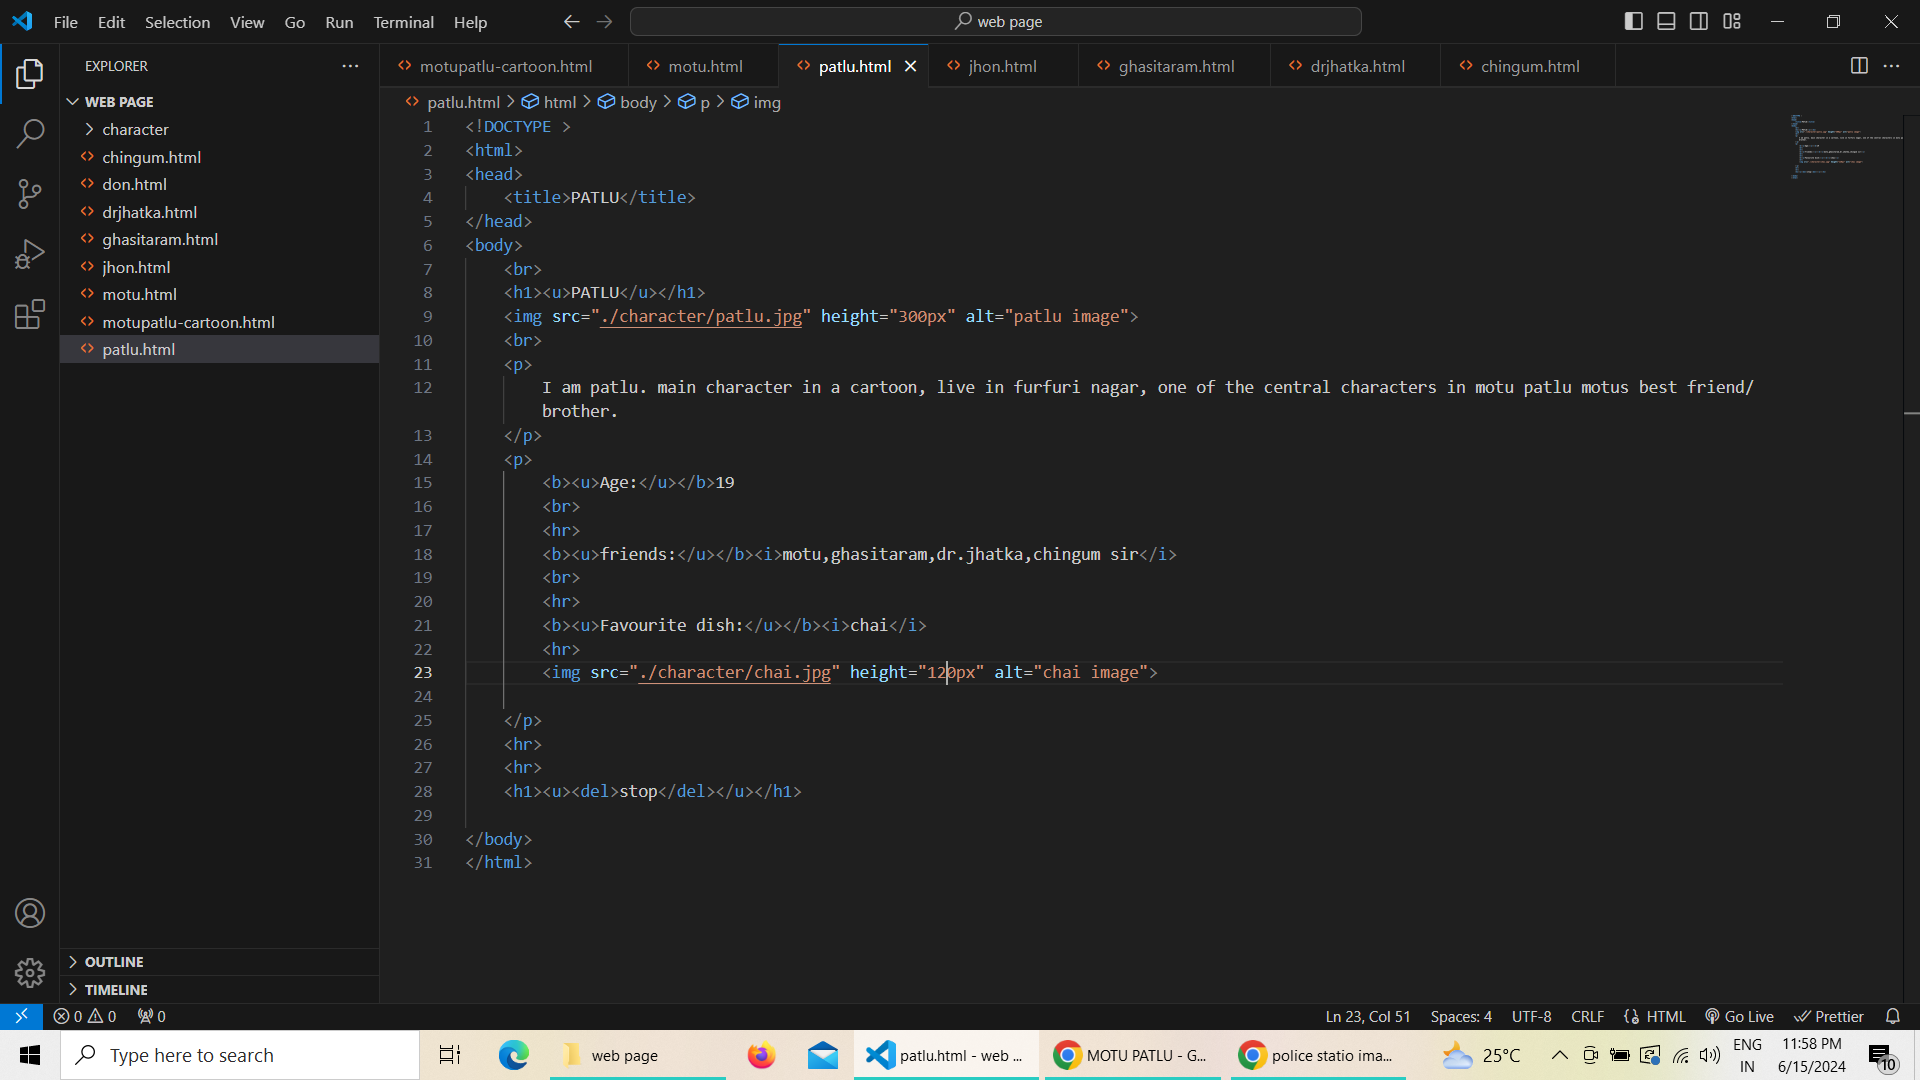 File Edit Selection View Go Run Terminal Help
web page
EXPLORER
motupatlu-cartoon.html motu.html patlu.html jhon.html ghasitaram.html drjhatka.html chingum.html
WEB PAGE
character
chingum.html
don.html
drjhatka.html
ghasitaram.html
jhon.html
motu.html
motupatlu-cartoon.html
patlu.html
OUTLINE
TIMELINE
patlu.html > html > body > p > img
1 <!DOCTYPE >
2 <html>
3 <head>
4 <title>PATLU</title>
5 </head>
6 <body>
7 <br>
8 <h1><u>PATLU</u></h1>
9 <img src="./character/patlu.jpg" height="300px" alt="patlu image">
10 <br>
11 <p>
12 I am patlu. main character in a cartoon, live in furfuri nagar, one of the central characters in motu patlu motus best friend/
brother.
13 </p>
14 <p>
15 <b><u>Age:</u></b>19
16 <br>
17 <hr>
18 <b><u>friends:</u></b><i>motu,ghasitaram,dr.jhatka,chingum sir</i>
19 <br>
20 <hr>
21 <b><u>Favourite dish:</u></b><i>chai</i>
22 <hr>
23 <img src="./character/chai.jpg" height="120px" alt="chai image">
24
25 </p>
26 <hr>
27 <hr>
28 <h1><u><del>stop</del></u></h1>
29
30 </body>
31 </html>
0 0 0
Ln 23, Col 51 Spaces: 4 UTF-8 CRLF HTML Go Live Prettier
Type here to search
web page
patlu.html - web ...
MOTU PATLU - G...
police statio ima...
25°C
ENG
IN
11:58 PM
6/15/2024
10